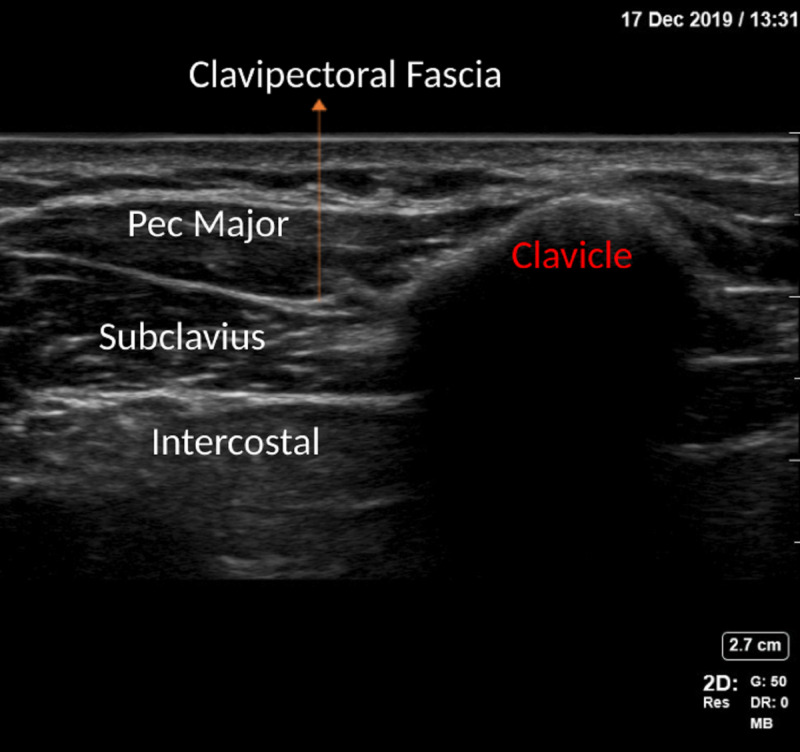 17 Dec 2019 / 13:31
Clavipectoral Fascia
Pec Major
Clavicle
Subclavius
Intercostal
2.7 cm
2D: G: 50
Res DR: 0
MB